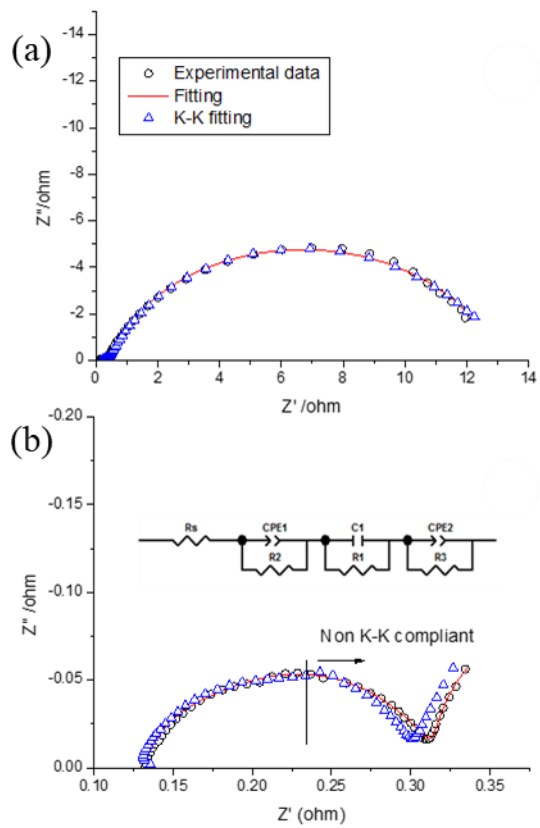 (a)
Experimental data
Fitting
K-K fitting
-14
-12
-10
-8
-6
-4
-2
0
Z"/ohm
0 2 4 6 8 10 12 14
Z' /ohm
(b)
-0.20
-0.15
-0.10
-0.05
0.00
Z" /ohm
Rs CPE1 C1 CPE2
R2 R1 R3
Non K-K compliant
0.10 0.15 0.20 0.25 0.30 0.35
Z' (ohm)